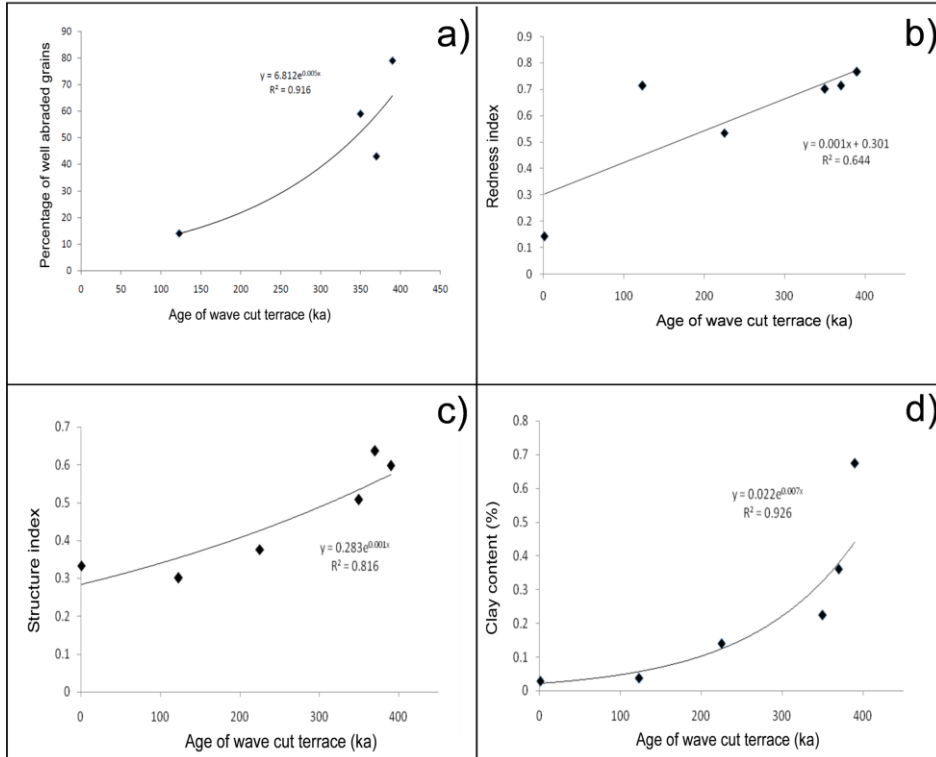 a)
Percentage of well abraded grains
90
80
70
60
50
40
30
20
10
0
y = 6.812e^0.005x
R² = 0.916
0 50 100 150 200 250 300 350 400 450
Age of wave cut terrace (ka)
b)
Redness index
0.9
0.8
0.7
0.6
0.5
0.4
0.3
0.2
0.1
0
y = 0.001x + 0.301
R² = 0.644
0 100 200 300 400
Age of wave cut terrace (ka)
c)
Structure index
0.7
0.6
0.5
0.4
0.3
0.2
0.1
0
y = 0.283e^0.001x
R² = 0.816
0 100 200 300 400
Age of wave cut terrace (ka)
d)
Clay content (%)
0.8
0.7
0.6
0.5
0.4
0.3
0.2
0.1
0
y = 0.022e^0.007x
R² = 0.926
0 100 200 300 400
Age of wave cut terrace (ka)